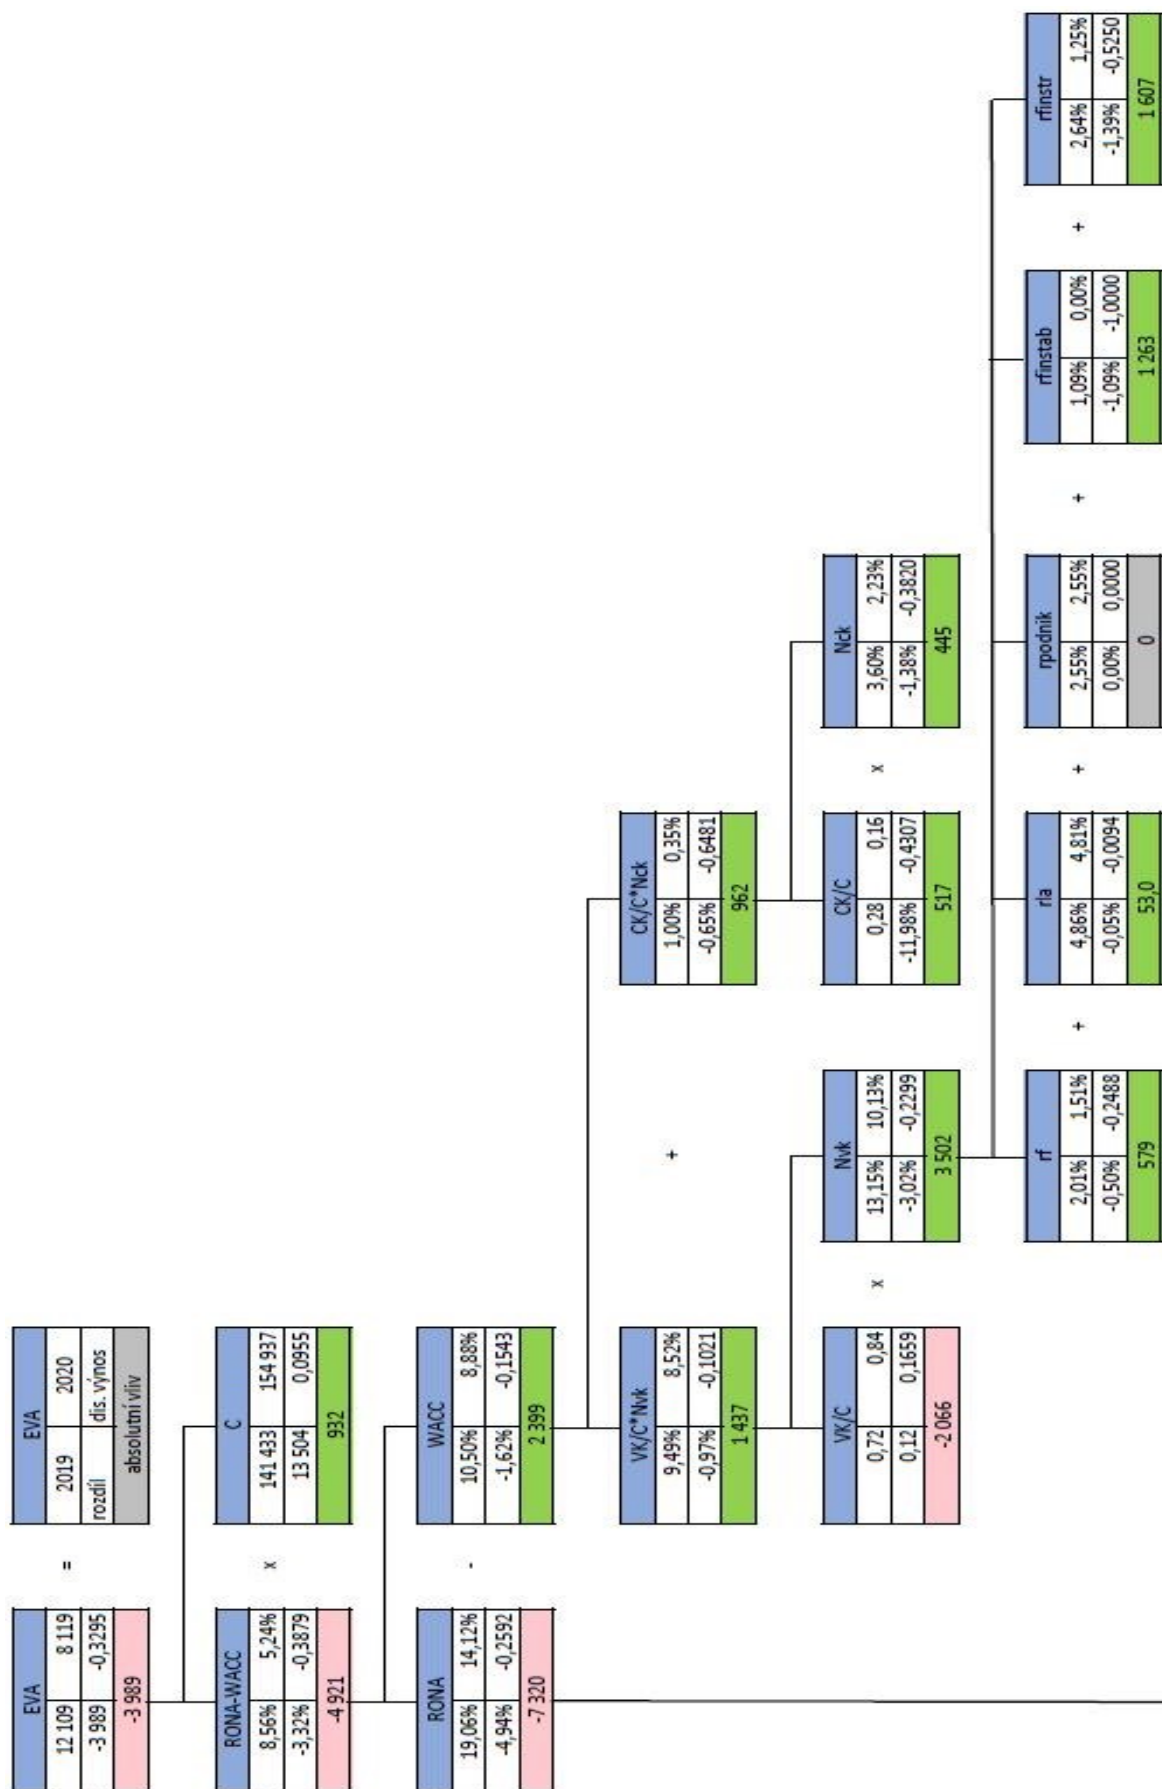 EVA
12 109 8 119
-3 989 -0,3295
-3 989
=
EVA
2019 2020
rozdíl dis. výnos
absolutní vliv
RONA-WACC
8,56% 5,24%
-3,32% -0,3879
-4 921
x
C
141 433 154 937
13 504 0,0955
932
RONA
19,06% 14,12%
-4,94% -0,2592
-7 320
-
WACC
10,50% 8,88%
-1,62% -0,1543
2 399
VK/C*Nvk
9,49% 8,52%
-0,97% -0,1021
1 437
+
CK/C*Nck
1,00% 0,35%
-0,65% -0,6481
962
VK/C
0,72 0,84
0,12 0,1659
-2 066
x
Nvk
13,15% 10,13%
-3,02% -0,2299
3 502
CK/C
0,28 0,16
-11,98% -0,4307
517
x
Nck
3,60% 2,23%
-1,38% -0,3820
445
rf
2,01% 1,51%
-0,50% -0,2488
579
+
rla
4,86% 4,81%
-0,05% -0,0094
53,0
+
rpodnik
2,55% 2,55%
0,00% 0,0000
0
+
rfinstab
1,09% 0,00%
-1,09% -1,0000
1 263
+
rfinstr
2,64% 1,25%
-1,39% -0,5250
1 607